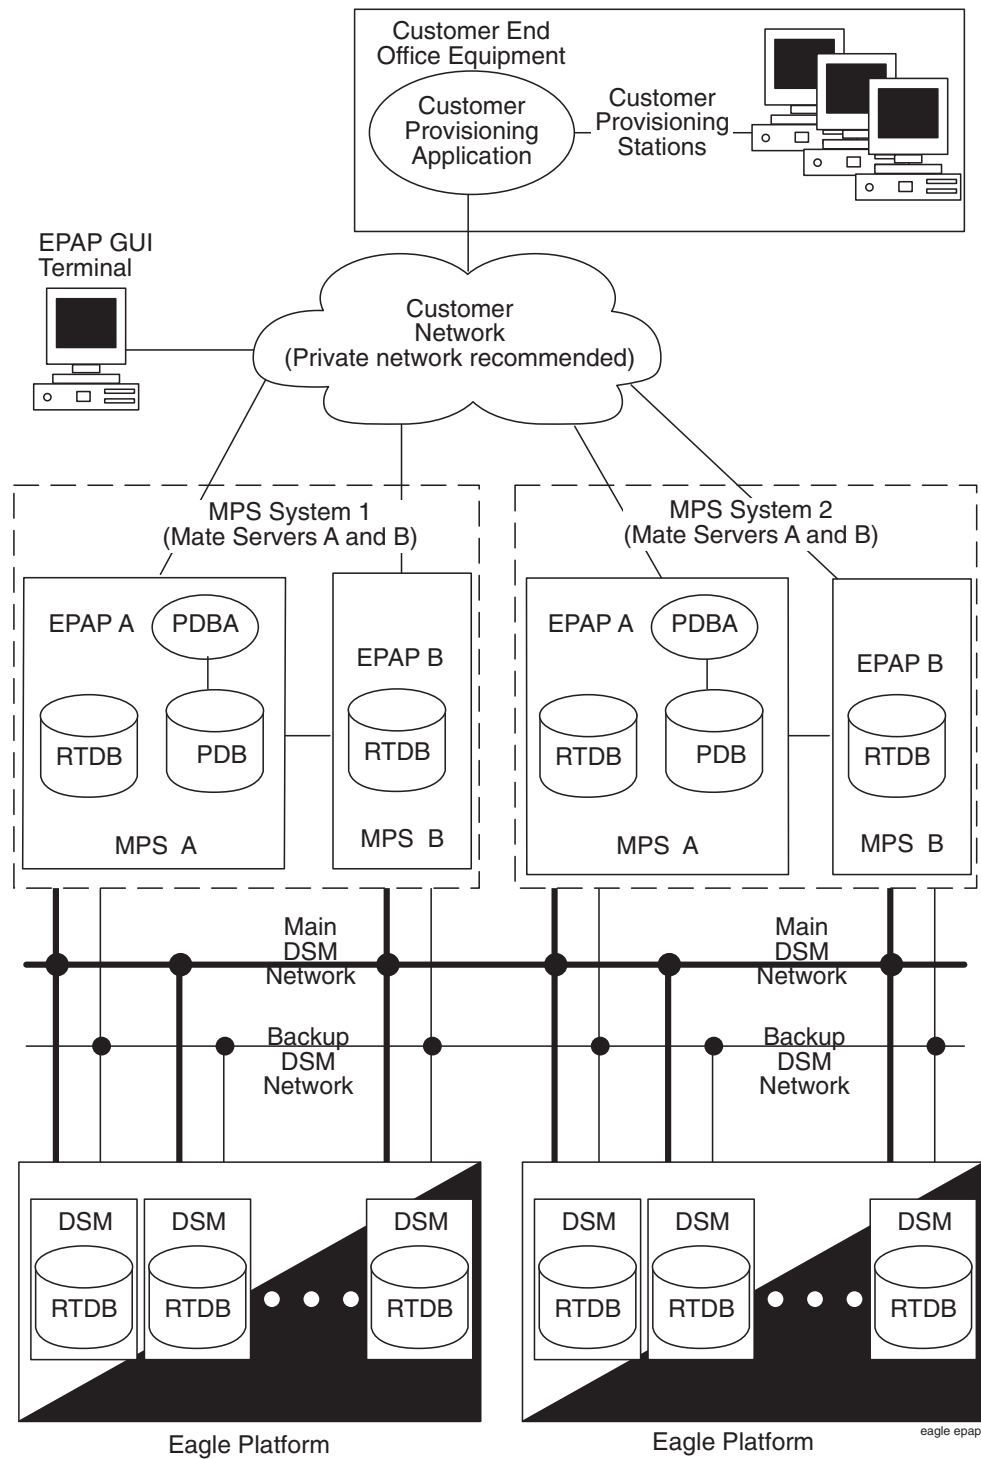 Customer End
Office Equipment
Customer
Provisioning
Application
Customer
Provisioning
Stations
EPAP GUI
Terminal
Customer
Network
(Private network recommended)
MPS System 1
(Mate Servers A and B)
MPS System 2
(Mate Servers A and B)
EPAP A
PDBA
EPAP B
RTDB
PDB
RTDB
MPS A
MPS B
EPAP A
PDBA
EPAP B
RTDB
PDB
RTDB
MPS A
MPS B
Main
DSM
Network
Main
DSM
Network
Backup
DSM
Network
Backup
DSM
Network
DSM
RTDB
DSM
RTDB
DSM
RTDB
DSM
RTDB
DSM
RTDB
DSM
RTDB
Eagle Platform
Eagle Platform
eagle epap